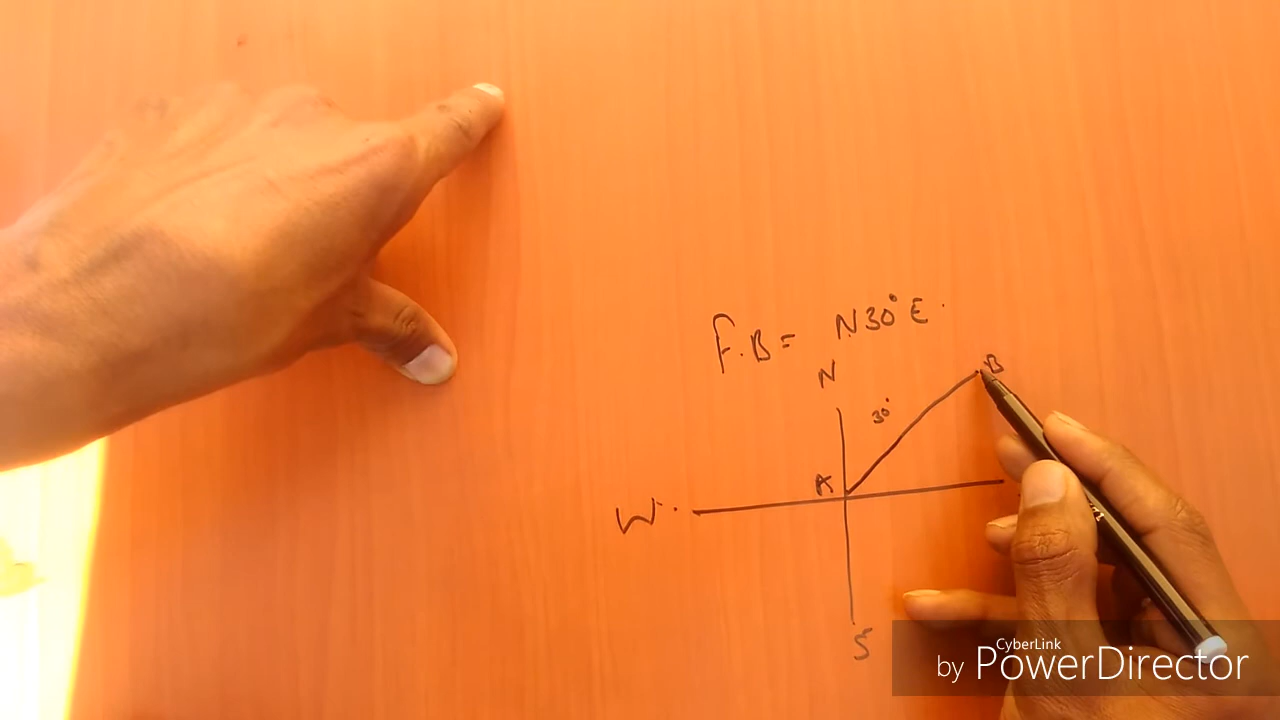 F.B = N30°E.
N
30°
B
A
W.
S
CyberLink
by PowerDirector